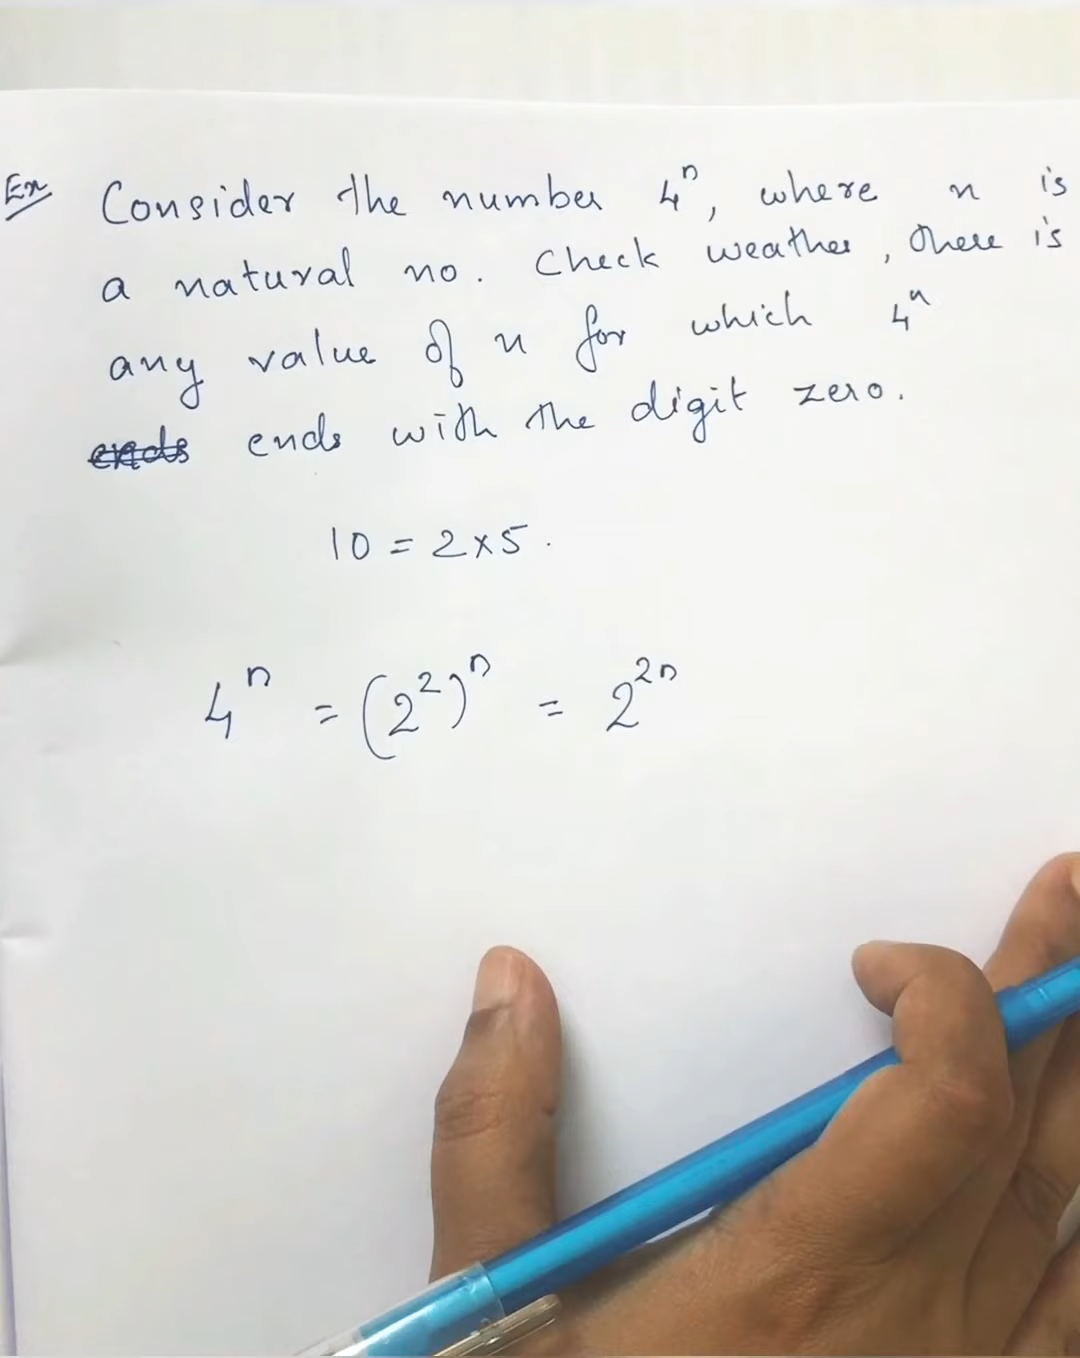 Ex Consider the number 4ⁿ, where n is
a natural no. Check weather, there is
any value of n for which 4ⁿ
ends ends with the digit zero.
10 = 2×5.
4ⁿ = (2²)ⁿ = 2²ⁿ